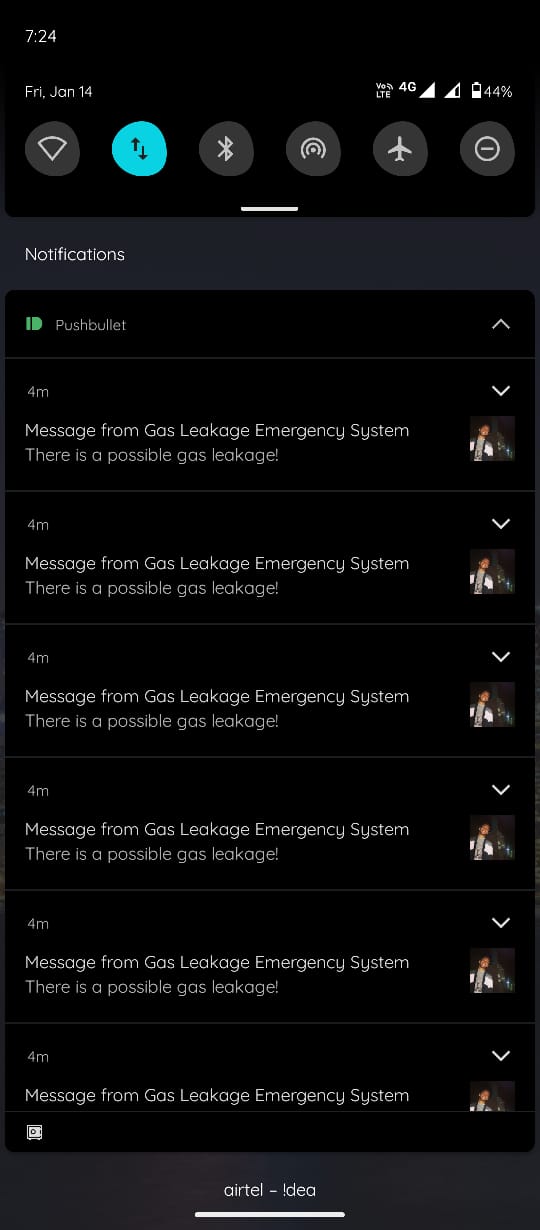 7:24
Fri, Jan 14
Vo)) LTE 4G 44%
Notifications
Pushbullet
4m
Message from Gas Leakage Emergency System
There is a possible gas leakage!
4m
Message from Gas Leakage Emergency System
There is a possible gas leakage!
4m
Message from Gas Leakage Emergency System
There is a possible gas leakage!
4m
Message from Gas Leakage Emergency System
There is a possible gas leakage!
4m
Message from Gas Leakage Emergency System
There is a possible gas leakage!
4m
Message from Gas Leakage Emergency System
airtel – !dea